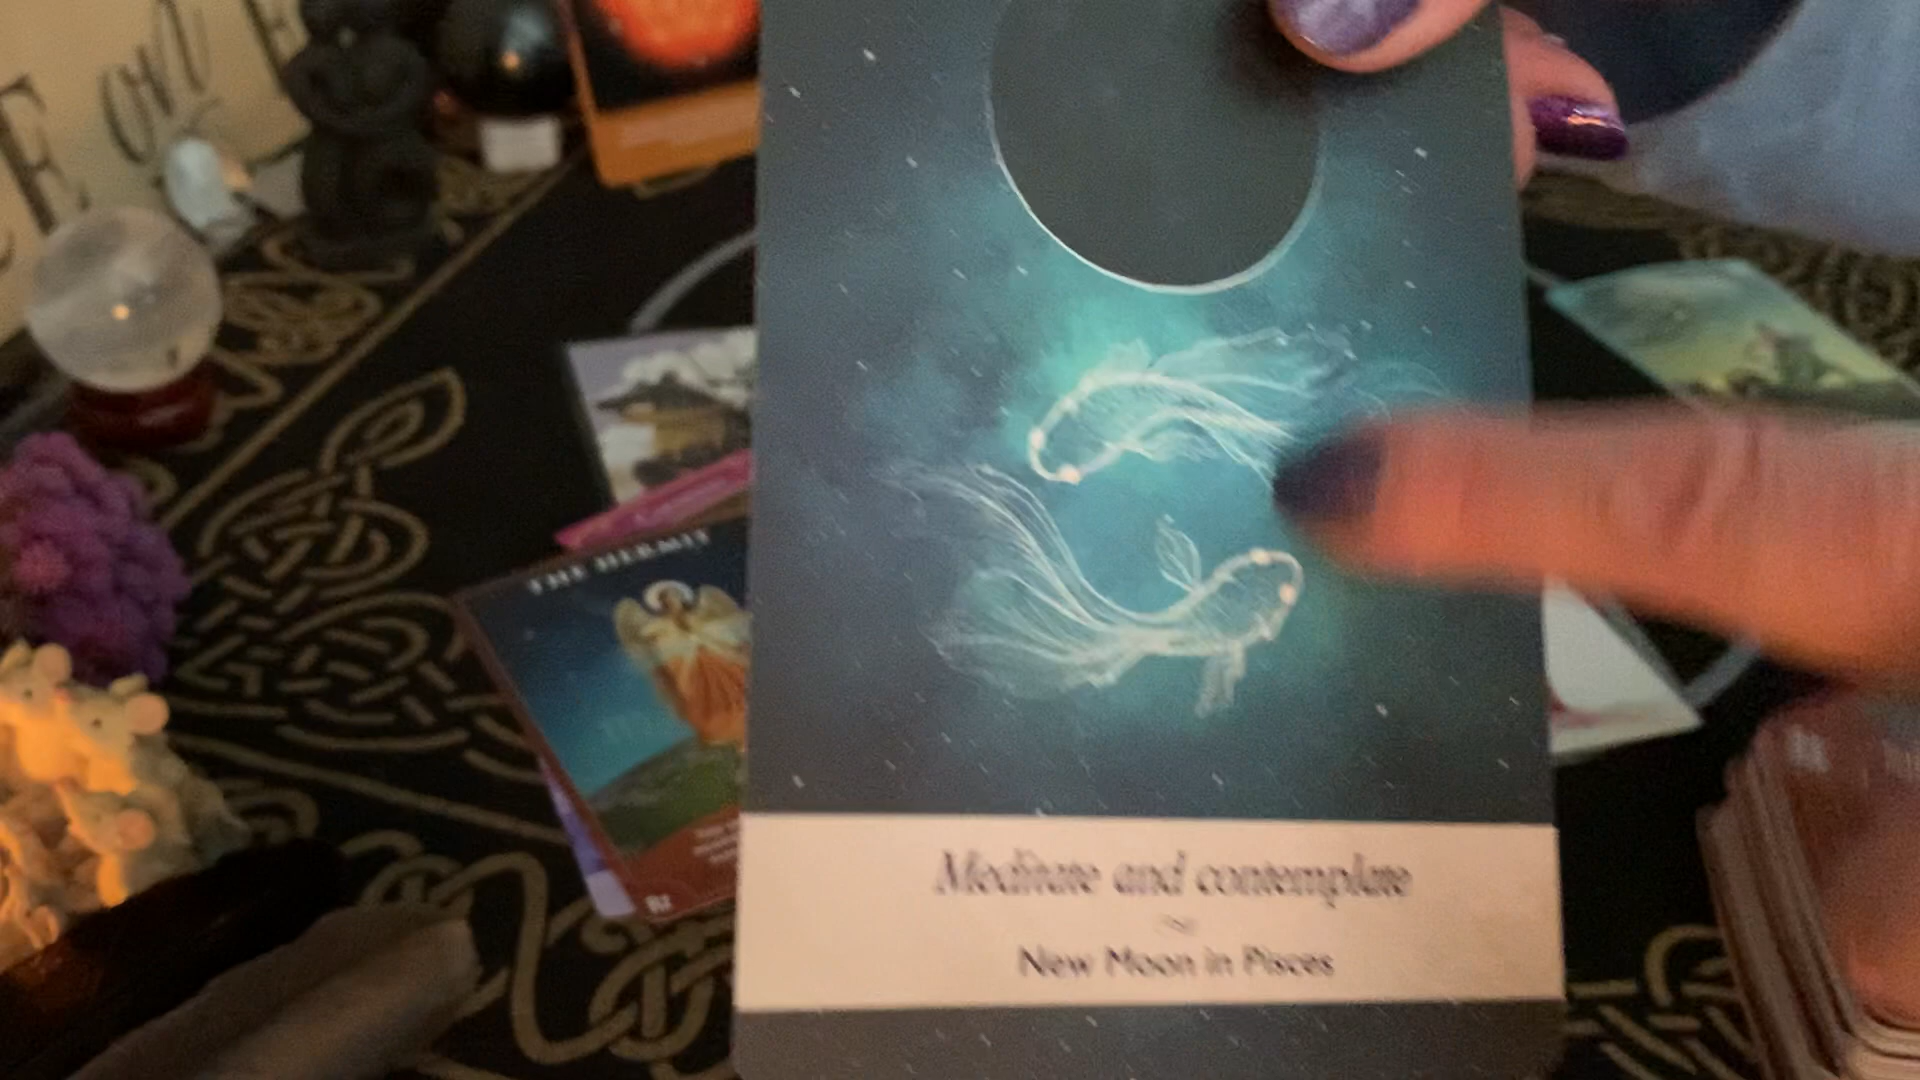 THE HERMIT
Meditate and contemplate
New Moon in Pisces